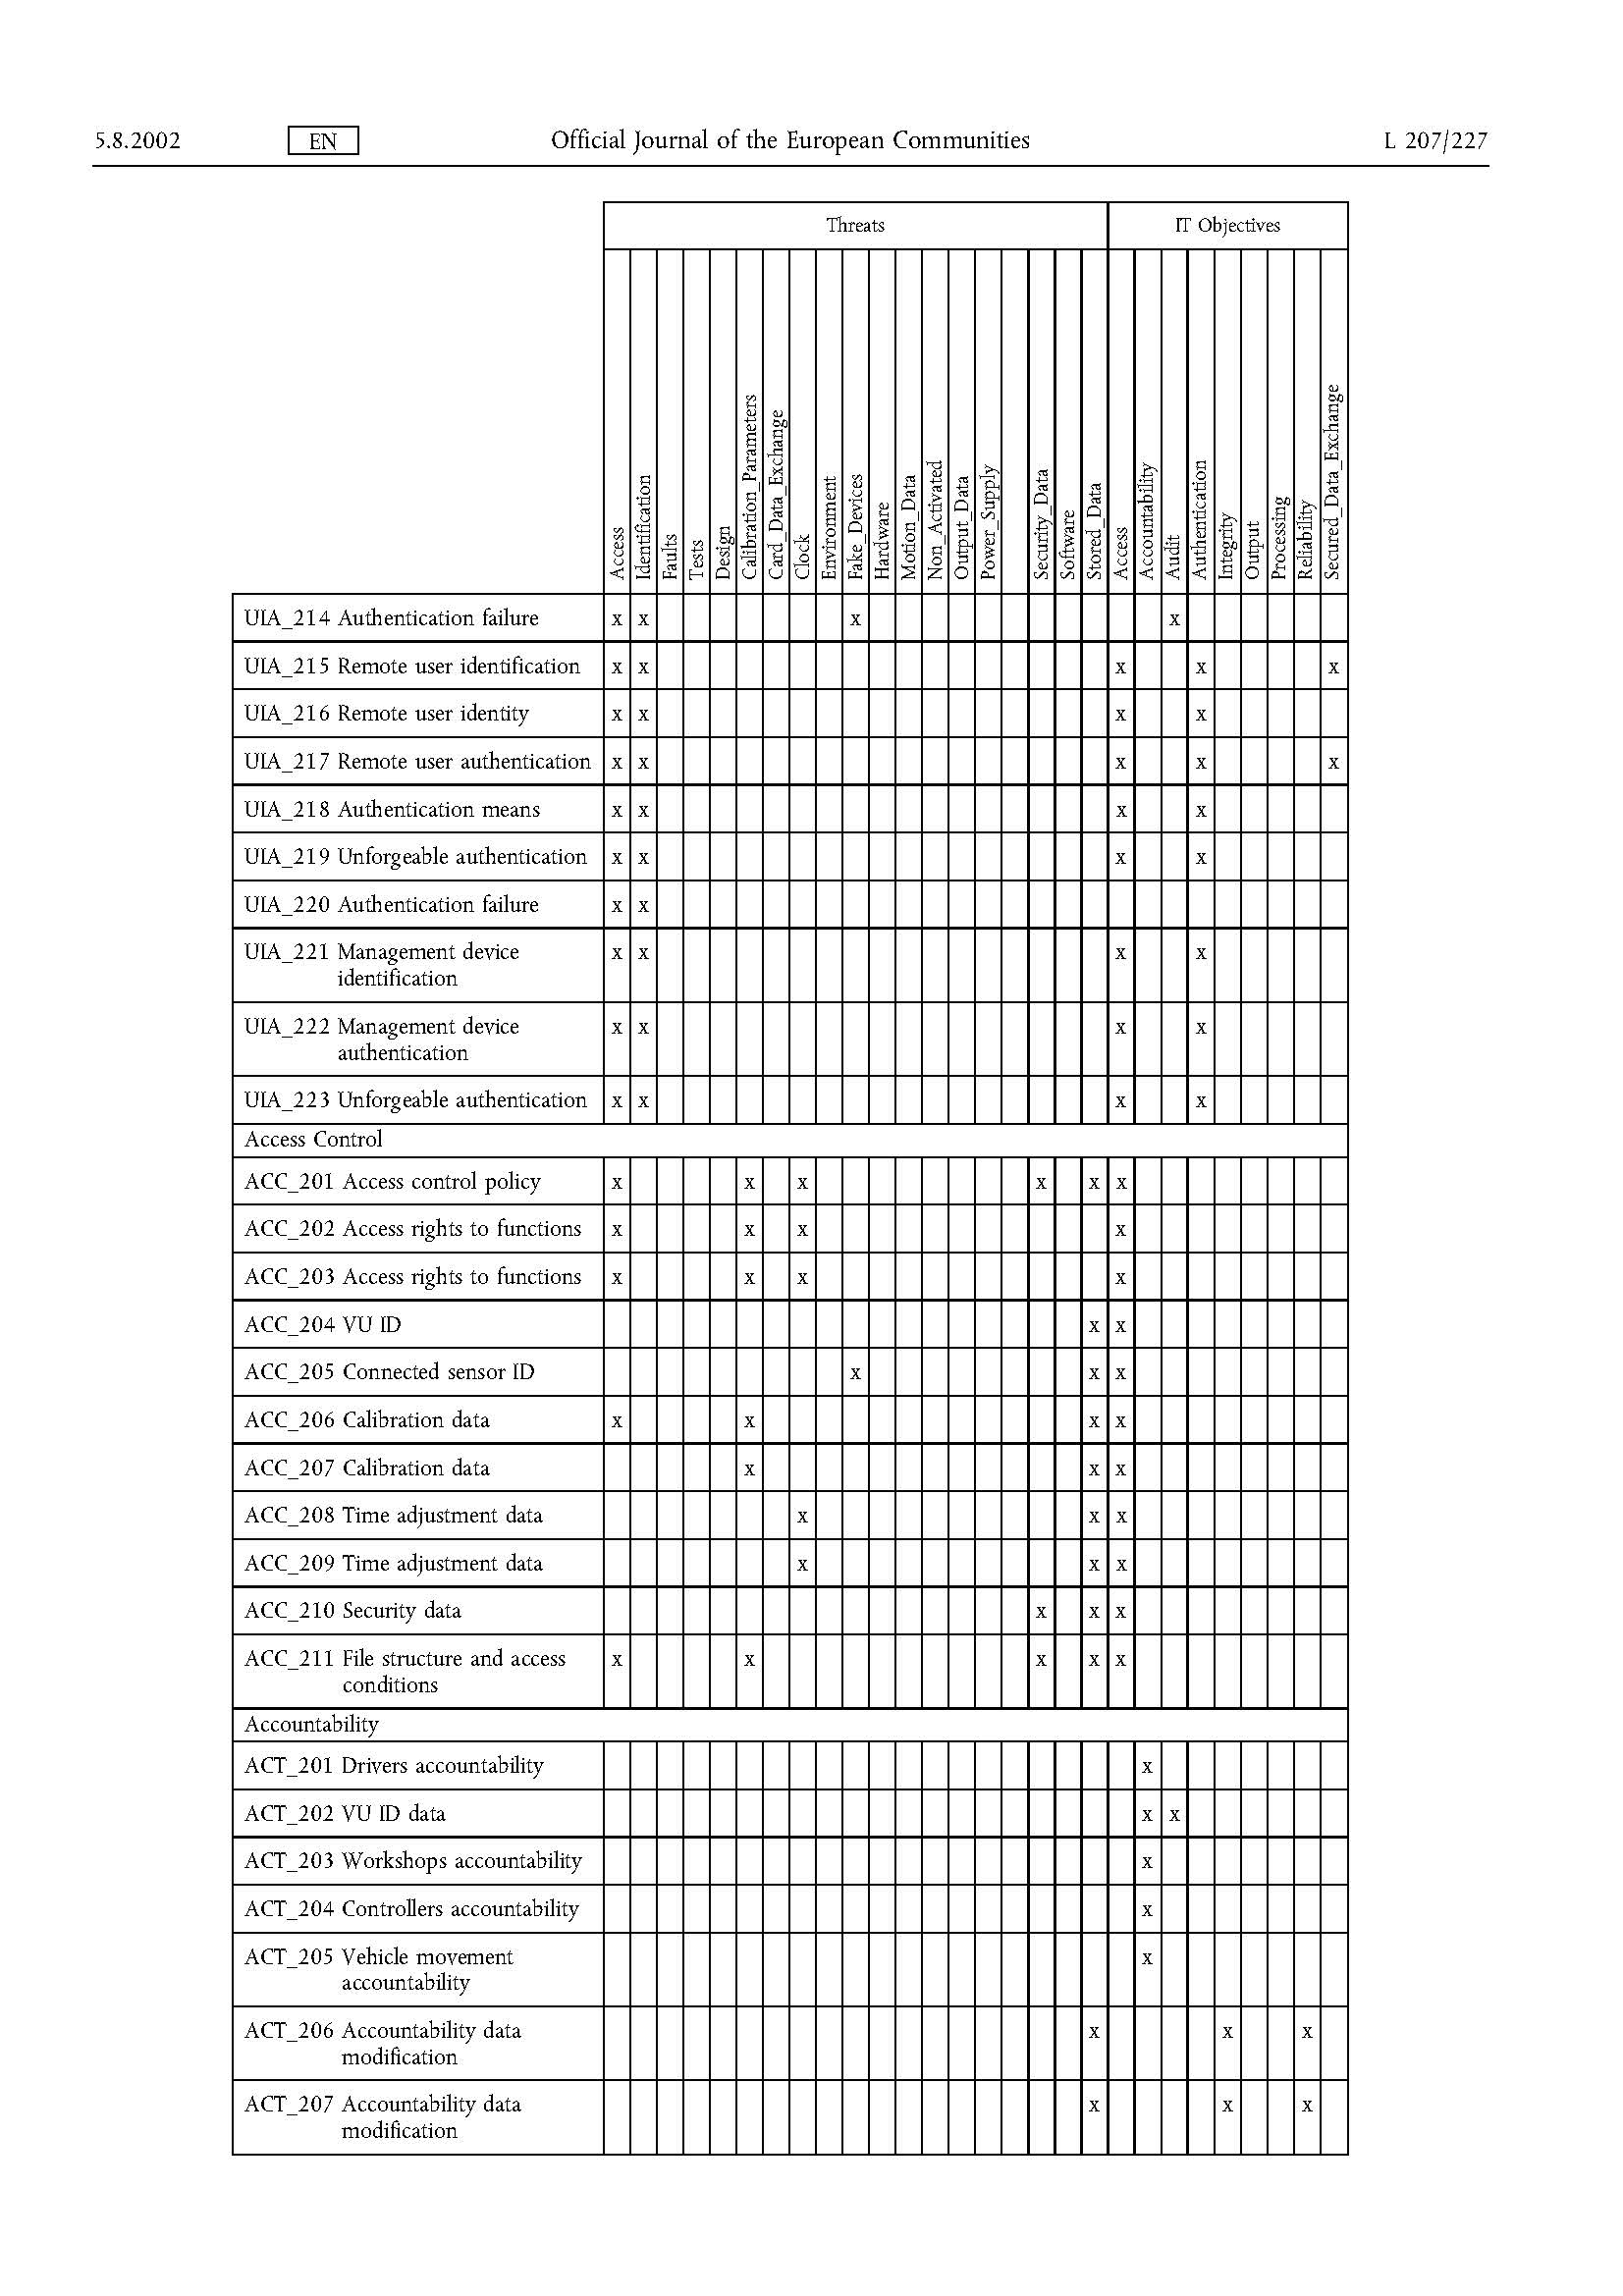 5.8.2002 EN Official Journal of the European Communities L 207/227
Threats IT Objectives
Access
Identification
Faults
Tests
Design
Calibration_Parameters
Card_Data_Exchange
Clock
Environment
Fake_Devices
Hardware
Motion_Data
Non_Activated
Output_Data
Power_Supply
Security_Data
Software
Stored_Data
Access
Accountability
Audit
Authentication
Integrity
Output
Processing
Reliability
Secured_Data_Exchange
UIA_214 Authentication failure x x x x
UIA_215 Remote user identification x x x x x
UIA_216 Remote user identity x x x x
UIA_217 Remote user authentication x x x x x
UIA_218 Authentication means x x x x
UIA_219 Unforgeable authentication x x x x
UIA_220 Authentication failure x x
UIA_221 Management device x x x x
identification
UIA_222 Management device x x x x
authentication
UIA_223 Unforgeable authentication x x x x
Access Control
ACC_201 Access control policy x x x x x x
ACC_202 Access rights to functions x x x x
ACC_203 Access rights to functions x x x x
ACC_204 VU ID x x
ACC_205 Connected sensor ID x x x
ACC_206 Calibration data x x x x
ACC_207 Calibration data x x x
ACC_208 Time adjustment data x x x
ACC_209 Time adjustment data x x x
ACC_210 Security data x x x
ACC_211 File structure and access x x x x x
conditions
Accountability
ACT_201 Drivers accountability x
ACT_202 VU ID data x x
ACT_203 Workshops accountability x
ACT_204 Controllers accountability x
ACT_205 Vehicle movement x
accountability
ACT_206 Accountability data x x x
modification
ACT_207 Accountability data x x x
modification